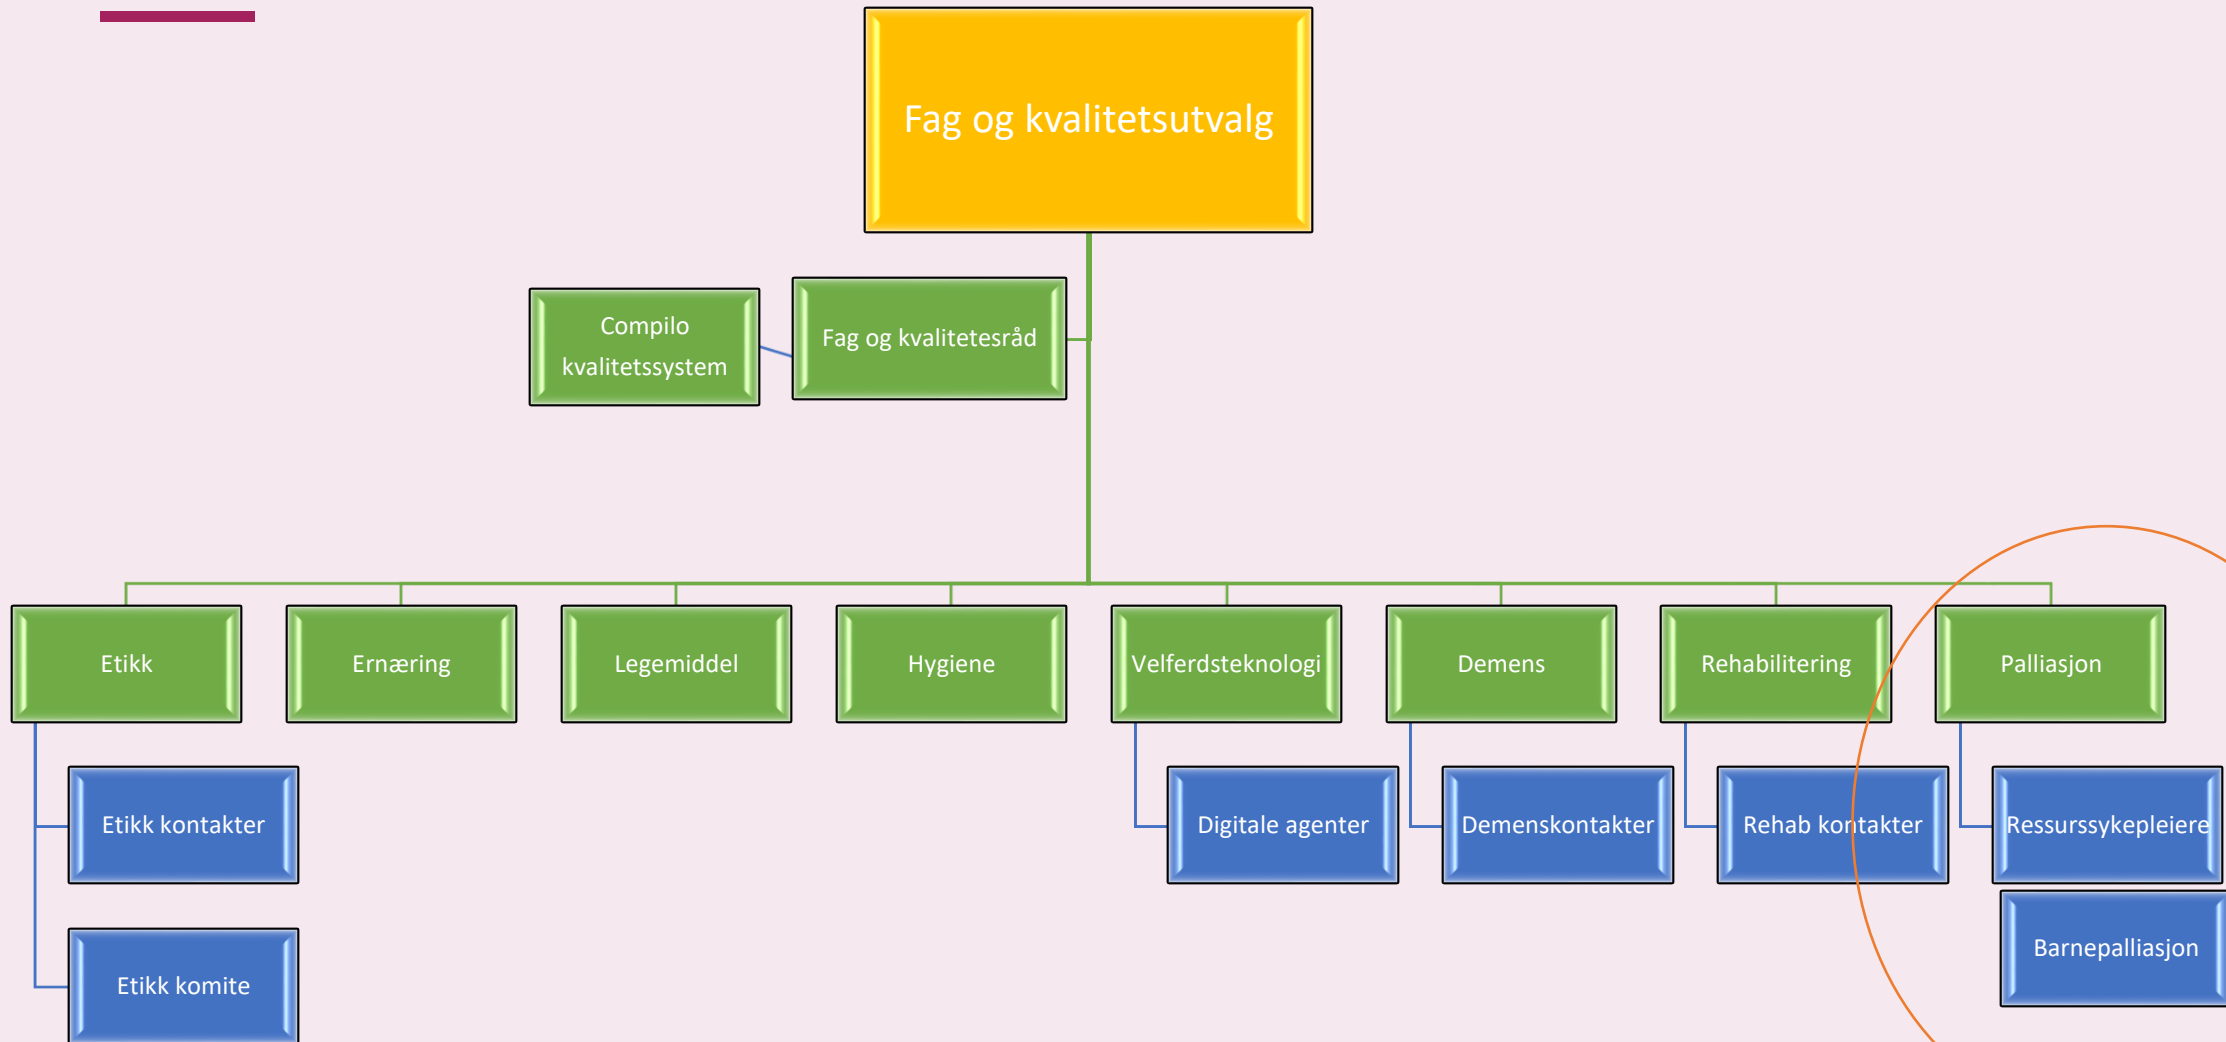 Fag og kvalitetsutvalg
Compilo
kvalitetssystem
Fag og kvalitetesråd
Etikk
Ernæring
Legemiddel
Hygiene
Velferdsteknologi
Demens
Rehabilitering
Palliasjon
Etikk kontakter
Digitale agenter
Demenskontakter
Rehab kontakter
Ressurssykepleiere
Barnepalliasjon
Etikk komite